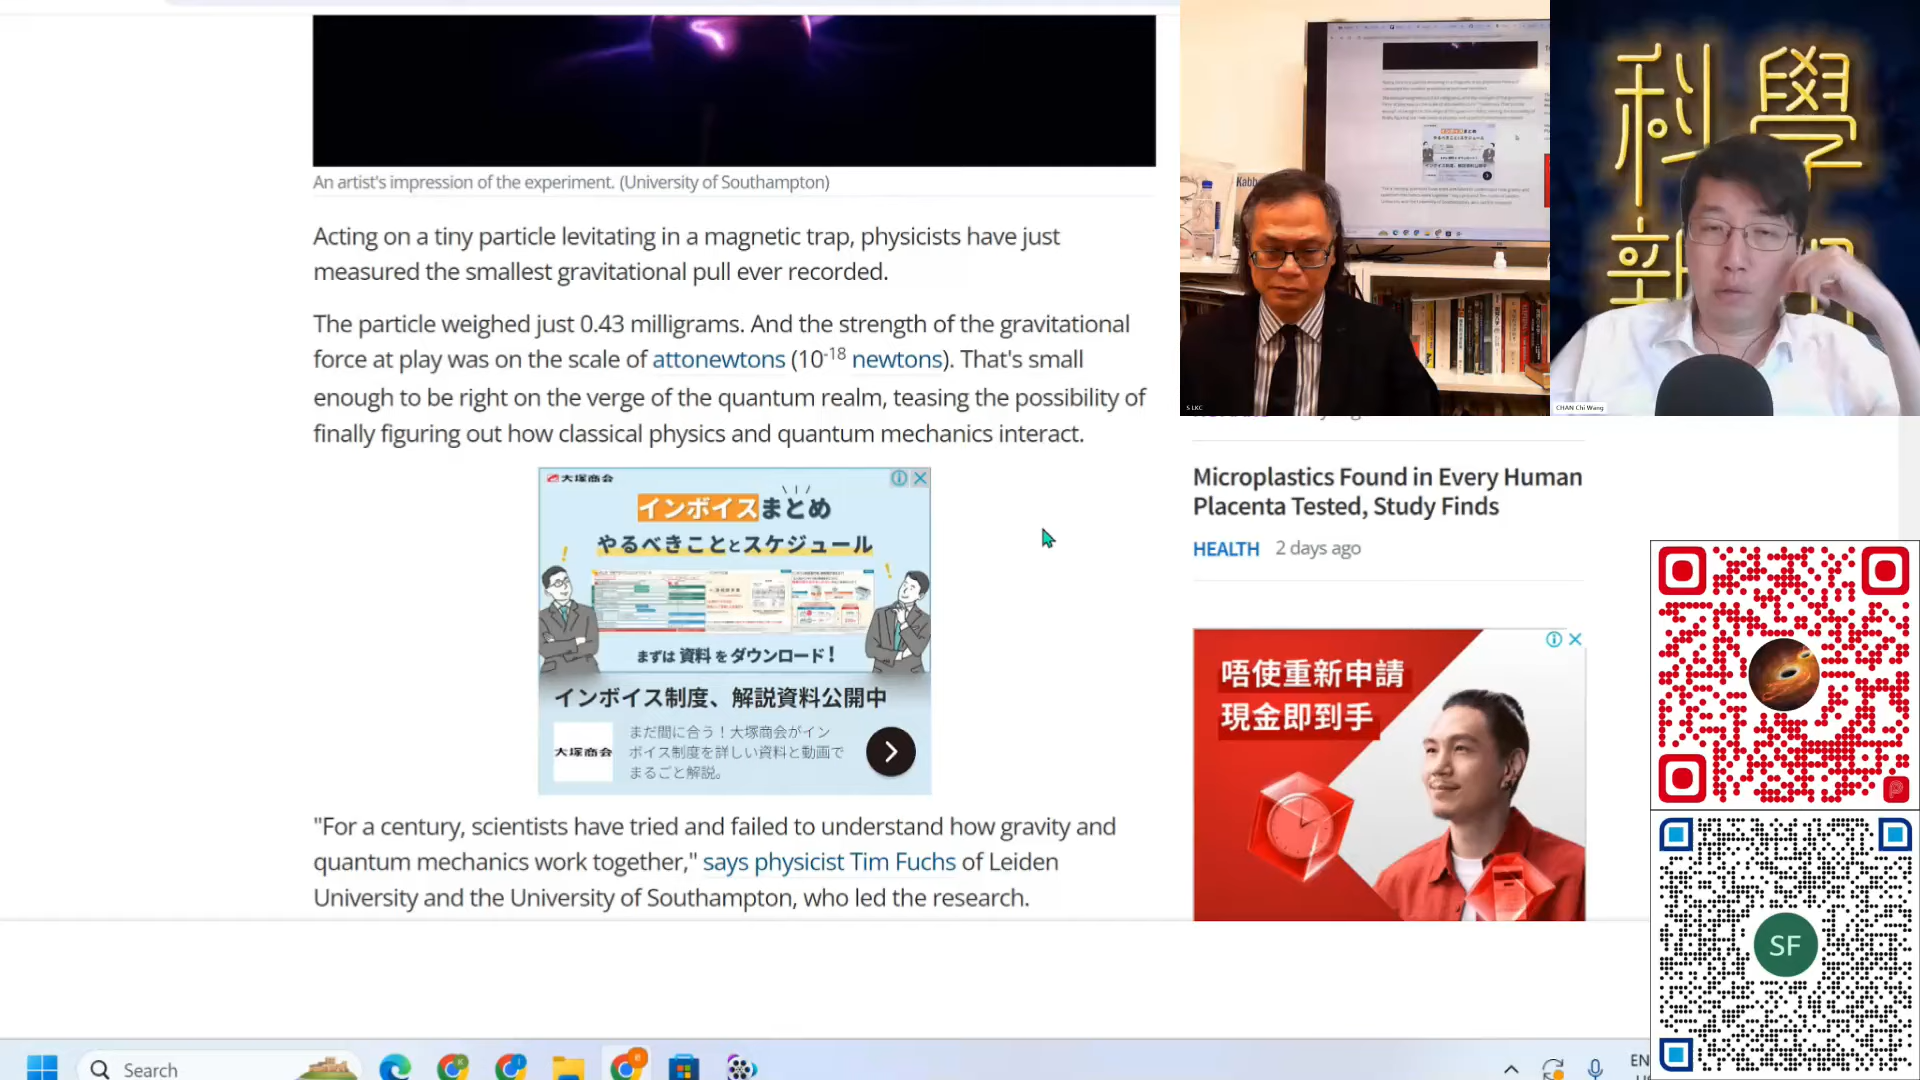 An artist's impression of the experiment. (University of Southampton)
Acting on a tiny particle levitating in a magnetic trap, physicists have just
measured the smallest gravitational pull ever recorded.
The particle weighed just 0.43 milligrams. And the strength of the gravitational
force at play was on the scale of attonewtons (10-18 newtons). That's small
enough to be right on the verge of the quantum realm, teasing the possibility of
finally figuring out how classical physics and quantum mechanics interact.
大塚商会
インボイスまとめ
やるべきこととスケジュール
まずは 資料 をダウンロード!
インボイス制度、解説資料公開中
大塚商会
まだ間に合う!大塚商会がイン
ボイス制度を詳しい資料と動画で
まるごと解説。
"For a century, scientists have tried and failed to understand how gravity and
quantum mechanics work together," says physicist Tim Fuchs of Leiden
University and the University of Southampton, who led the research.
科學
新
S LKC
CHAN Chi Wang
Microplastics Found in Every Human
Placenta Tested, Study Finds
HEALTH 2 days ago
唔使重新申請
現金即到手
SF
Search
EN